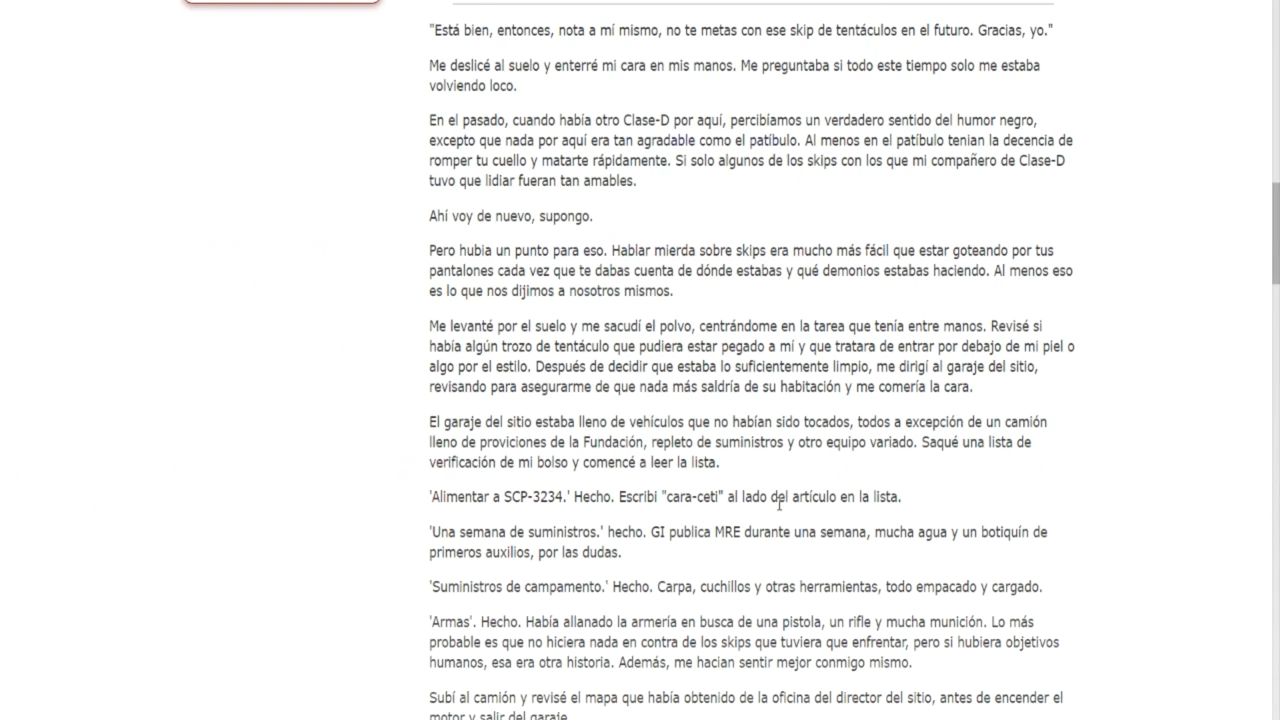 "Está bien, entonces, nota a mí mismo, no te metas con ese skip de tentáculos en el futuro. Gracias, yo."
Me deslicé al suelo y enterré mi cara en mis manos. Me preguntaba si todo este tiempo solo me estaba
volviendo loco.
En el pasado, cuando había otro Clase-D por aquí, percibíamos un verdadero sentido del humor negro,
excepto que nada por aquí era tan agradable como el patíbulo. Al menos en el patíbulo tenian la decencia de
romper tu cuello y matarte rápidamente. Si solo algunos de los skips con los que mi compañero de Clase-D
tuvo que lidiar fueran tan amables.
Ahí voy de nuevo, supongo.
Pero hubia un punto para eso. Hablar mierda sobre skips era mucho más fácil que estar goteando por tus
pantalones cada vez que te dabas cuenta de dónde estabas y qué demonios estabas haciendo. Al menos eso
es lo que nos dijimos a nosotros mismos.
Me levanté por el suelo y me sacudí el polvo, centrándome en la tarea que tenía entre manos. Revisé si
había algún trozo de tentáculo que pudiera estar pegado a mí y que tratara de entrar por debajo de mi piel o
algo por el estilo. Después de decidir que estaba lo suficientemente limpio, me dirigí al garaje del sitio,
revisando para asegurarme de que nada más saldría de su habitación y me comería la cara.
El garaje del sitio estaba lleno de vehículos que no habían sido tocados, todos a excepción de un camión
lleno de proviciones de la Fundación, repleto de suministros y otro equipo variado. Saqué una lista de
verificación de mi bolso y comencé a leer la lista.
'Alimentar a SCP-3234.' Hecho. Escribi "cara-ceti" al lado del artículo en la lista.
'Una semana de suministros.' hecho. GI publica MRE durante una semana, mucha agua y un botiquín de
primeros auxilios, por las dudas.
'Suministros de campamento.' Hecho. Carpa, cuchillos y otras herramientas, todo empacado y cargado.
'Armas'. Hecho. Había allanado la armería en busca de una pistola, un rifle y mucha munición. Lo más
probable es que no hiciera nada en contra de los skips que tuviera que enfrentar, pero si hubiera objetivos
humanos, esa era otra historia. Además, me hacian sentir mejor conmigo mismo.
Subí al camión y revisé el mapa que había obtenido de la oficina del director del sitio, antes de encender el
motor y salir del garaje.